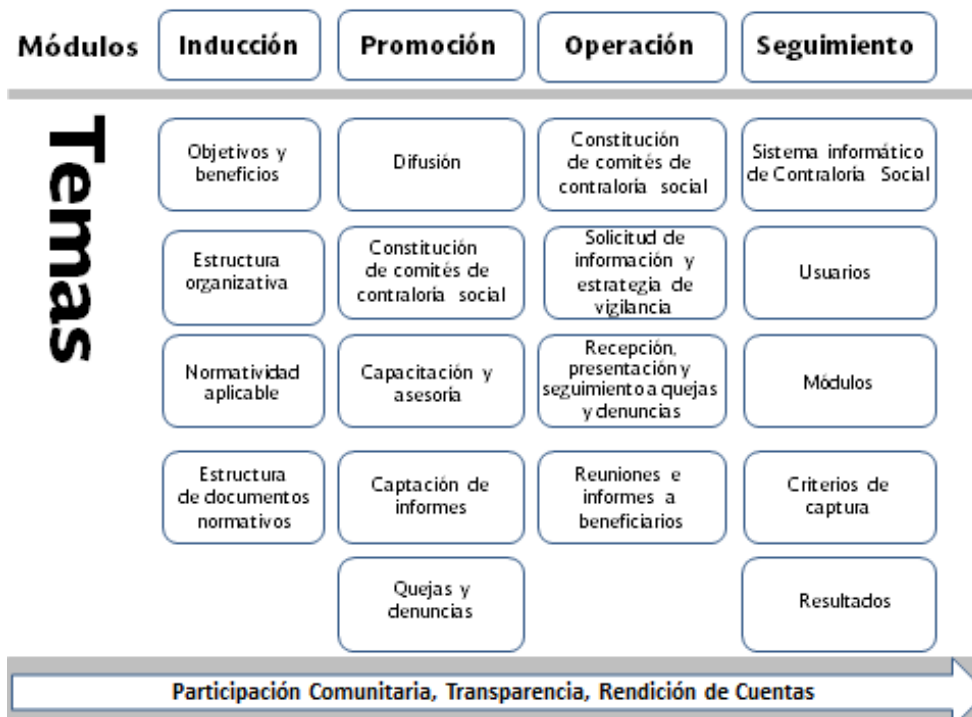 Módulos
Inducción
Promoción
Operación
Seguimiento
Temas
Objetivos y
beneficios
Difusión
Constitución
de comités de
contraloría social
Sistema informático
de Contraloría Social
Estructura
organizativa
Constitución
de comités de
contraloría social
Solicitud de
información y
estrategia de
vigilancia
Usuarios
Normatividad
aplicable
Capacitación y
asesoría
Recepción,
presentación y
seguimiento a quejas
y denuncias
Módulos
Estructura
de documentos
normativos
Captación de
informes
Reuniones e
informes a
beneficiarios
Criterios de
captura
Quejas y
denuncias
Resultados
Participación Comunitaria, Transparencia, Rendición de Cuentas